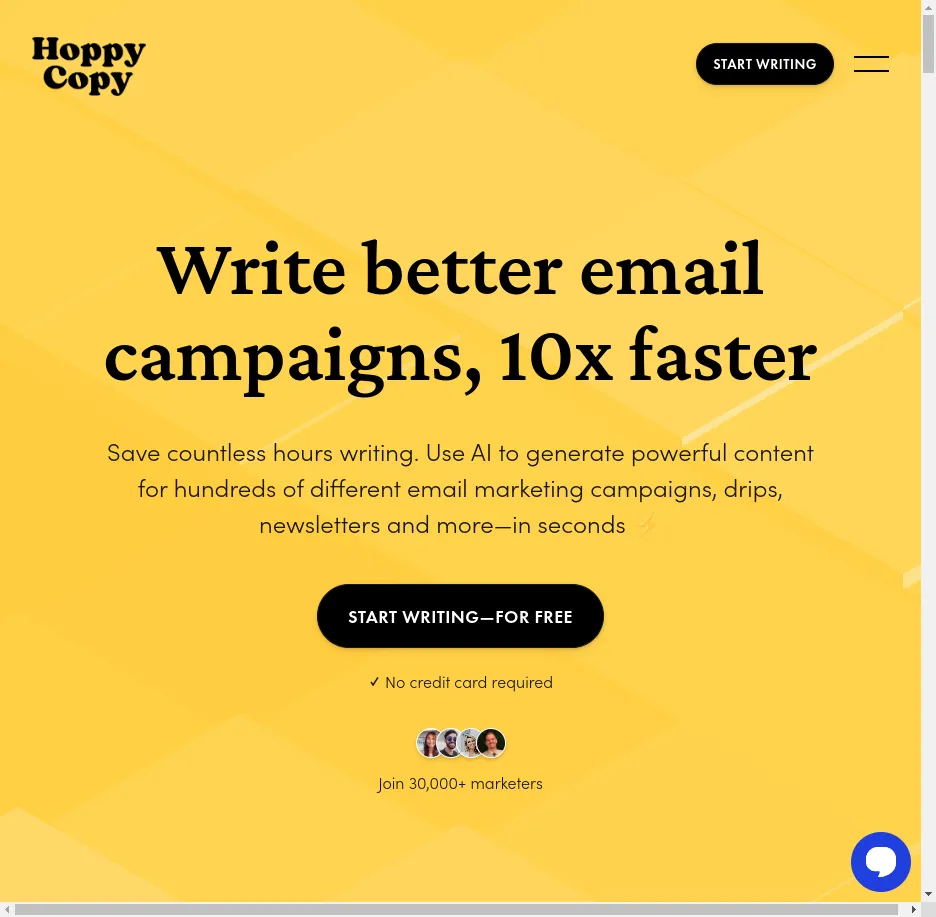 Hoppy
Copy
START WRITING
Write better email
campaigns, 10x faster
Save countless hours writing. Use AI to generate powerful content
for hundreds of different email marketing campaigns, drips,
newsletters and more—in seconds ⚡
START WRITING—FOR FREE
✓ No credit card required
Join 30,000+ marketers